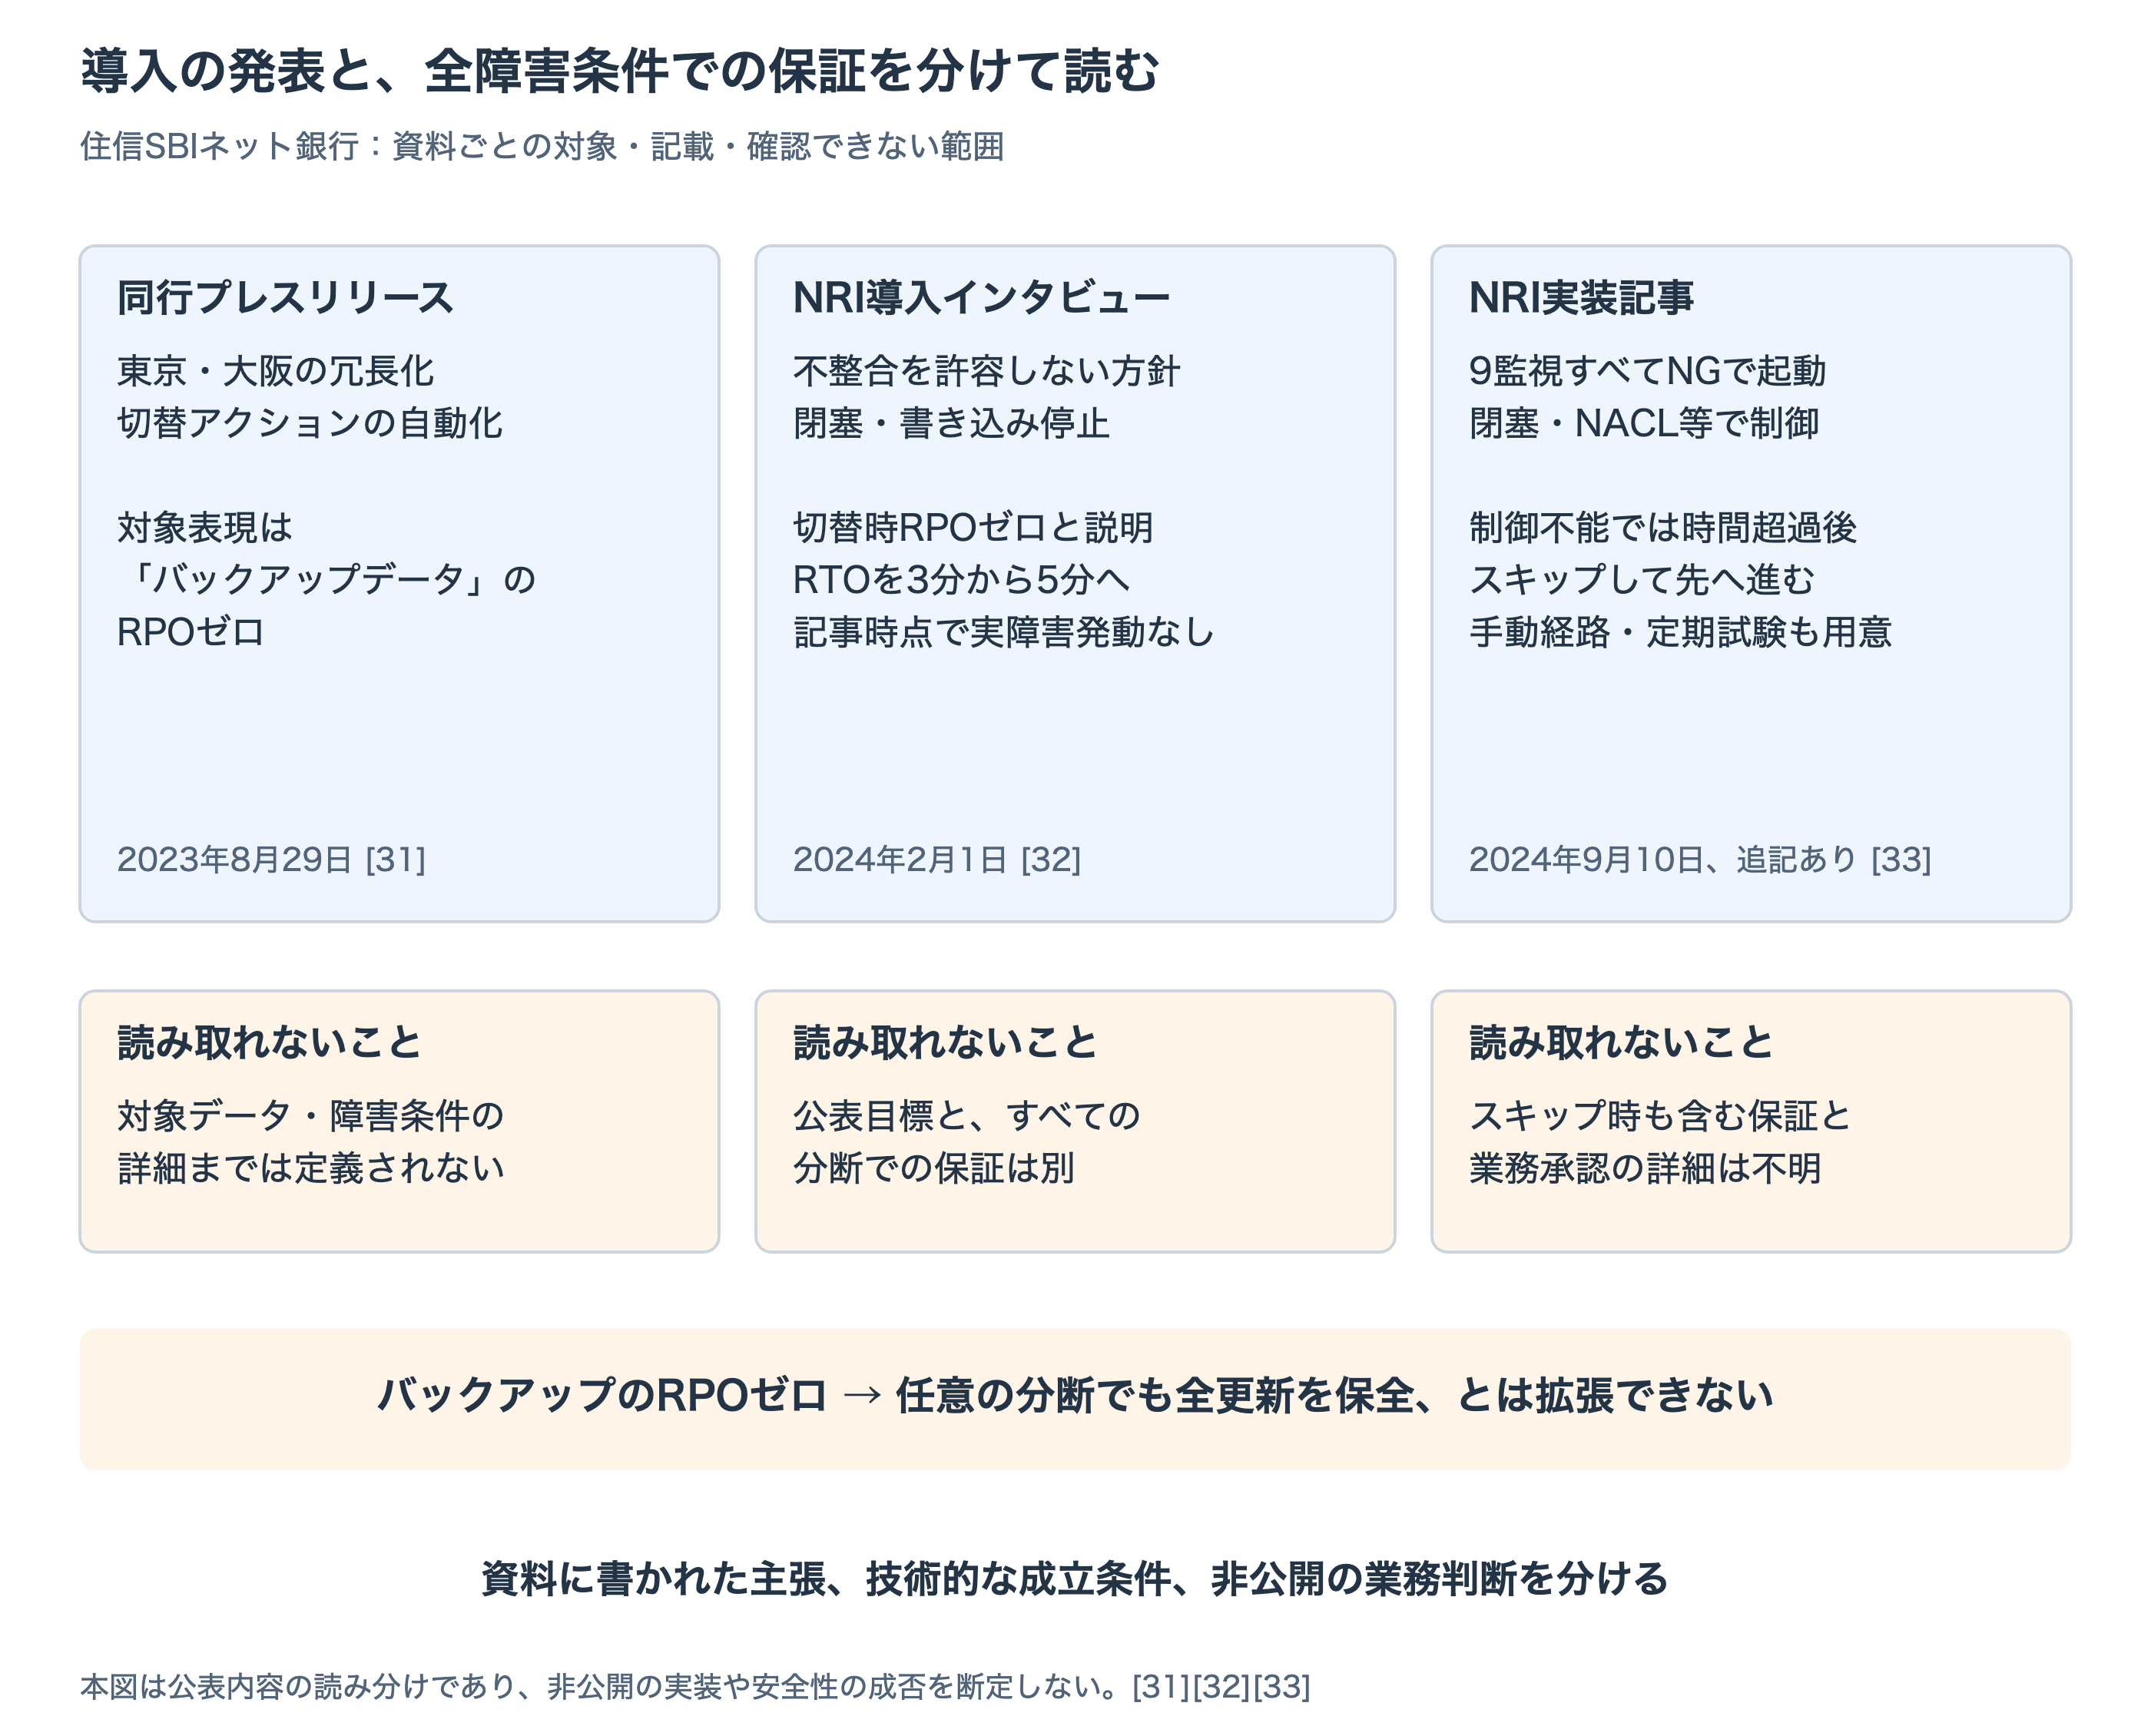 導入の発表と、全障害条件での保証を分けて読む
住信SBIネット銀行：資料ごとの対象・記載・確認できない範囲
同行プレスリリース
東京・大阪の冗長化
切替アクションの自動化
対象表現は
「バックアップデータ」の
RPOゼロ
2023年8月29日 [31]
NRI導入インタビュー
不整合を許容しない方針
閉塞・書き込み停止
切替時RPOゼロと説明
RTOを3分から5分へ
記事時点で実障害発動なし
2024年2月1日 [32]
NRI実装記事
9監視すべてNGで起動
閉塞・NACL等で制御
制御不能では時間超過後
スキップして先へ進む
手動経路・定期試験も用意
2024年9月10日、追記あり [33]
読み取れないこと
対象データ・障害条件の
詳細までは定義されない
読み取れないこと
公表目標と、すべての
分断での保証は別
読み取れないこと
スキップ時も含む保証と
業務承認の詳細は不明
バックアップのRPOゼロ → 任意の分断でも全更新を保全、とは拡張できない
資料に書かれた主張、技術的な成立条件、非公開の業務判断を分ける
本図は公表内容の読み分けであり、非公開の実装や安全性の成否を断定しない。[31][32][33]